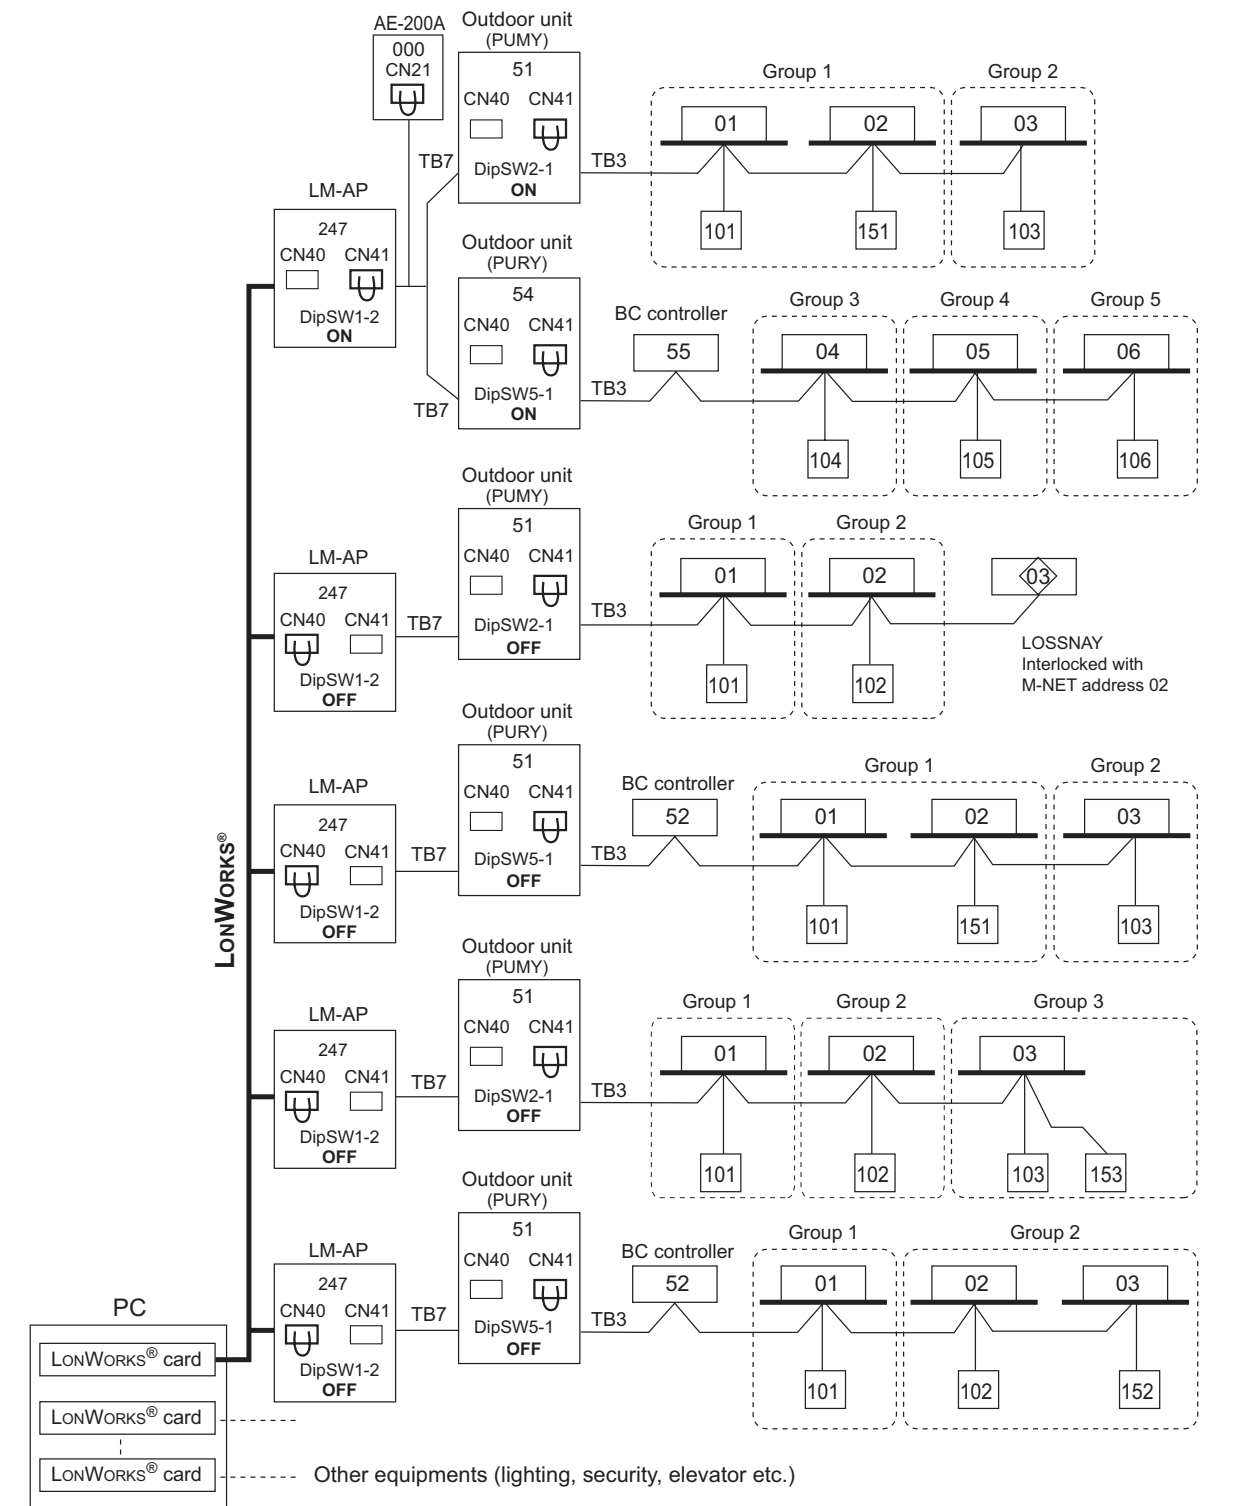 AE-200A
000
CN21
Outdoor unit
(PUMY)
51
CN40 CN41
DipSW2-1
ON
TB7
TB3
Group 1
Group 2
01
02
03
101
151
103
LM-AP
247
CN40 CN41
DipSW1-2
ON
Outdoor unit
(PURY)
54
CN40 CN41
DipSW5-1
ON
TB7
TB3
BC controller
55
Group 3
Group 4
Group 5
04
05
06
104
105
106
LM-AP
247
CN40 CN41
DipSW1-2
OFF
TB7
Outdoor unit
(PUMY)
51
CN40 CN41
DipSW2-1
OFF
TB3
Group 1
Group 2
01
02
03
101
102
LOSSNAY
Interlocked with
M-NET address 02
LONWORKS®
LM-AP
247
CN40 CN41
DipSW1-2
OFF
TB7
Outdoor unit
(PURY)
51
CN40 CN41
DipSW5-1
OFF
TB3
BC controller
52
Group 1
Group 2
01
02
03
101
151
103
LM-AP
247
CN40 CN41
DipSW1-2
OFF
TB7
Outdoor unit
(PUMY)
51
CN40 CN41
DipSW2-1
OFF
TB3
Group 1
Group 2
Group 3
01
02
03
101
102
103
153
LM-AP
247
CN40 CN41
DipSW1-2
OFF
TB7
Outdoor unit
(PURY)
51
CN40 CN41
DipSW5-1
OFF
TB3
BC controller
52
Group 1
Group 2
01
02
03
101
102
152
PC
LONWORKS® card
LONWORKS® card
LONWORKS® card
Other equipments (lighting, security, elevator etc.)